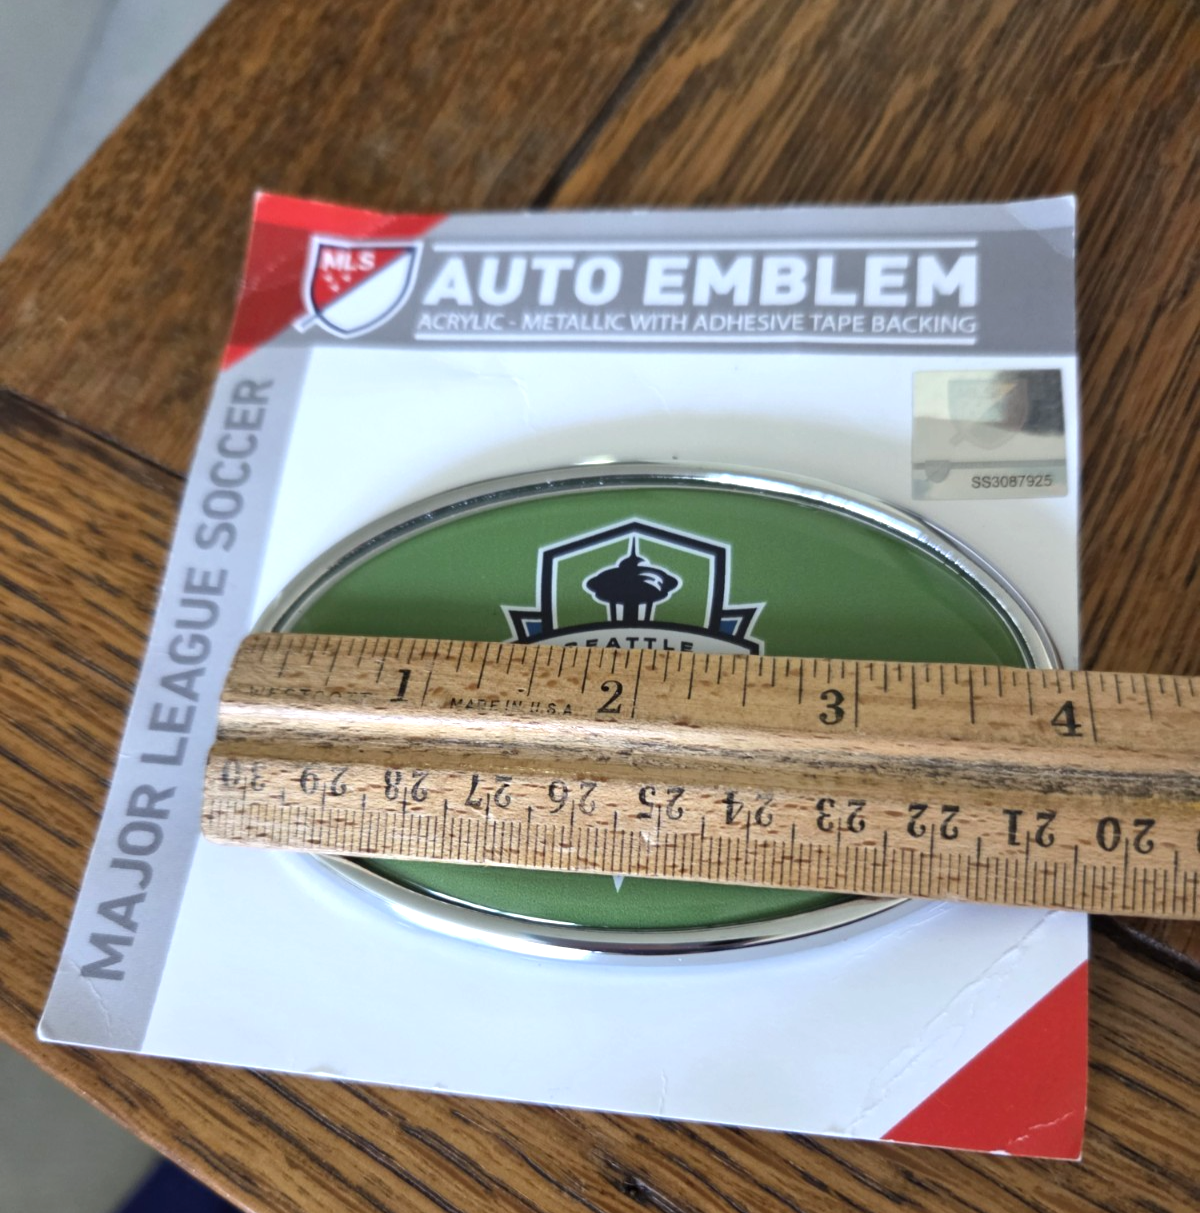 MLS
AUTO EMBLEM
ACRYLIC - METALLIC WITH ADHESIVE TAPE BACKING
MAJOR LEAGUE SOCCER
SS3087925
SEATTLE
1 2 3 4
WESTCOTT MADE IN U.S.A.
30 29 28 27 26 25 24 23 22 21 20